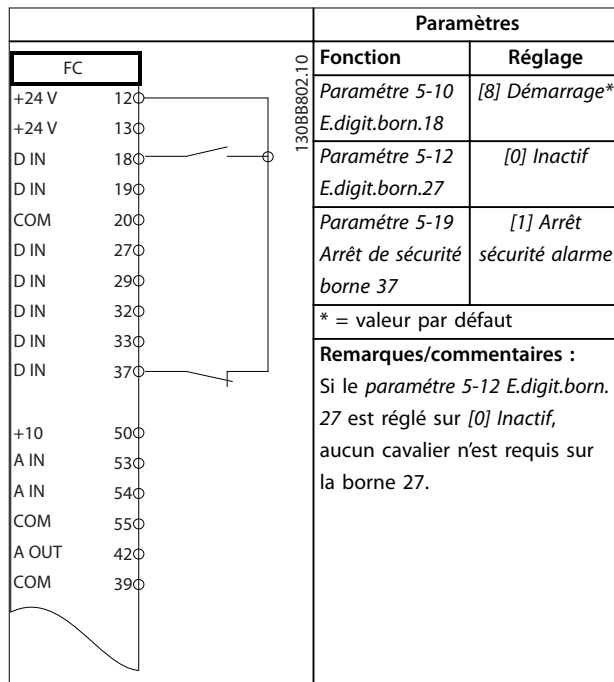 FC
+24 V 12
+24 V 13
D IN 18
D IN 19
COM 20
D IN 27
D IN 29
D IN 32
D IN 33
D IN 37
+10 50
A IN 53
A IN 54
COM 55
A OUT 42
COM 39
130BB802.10
Paramètres
Fonction Réglage
Paramétre 5-10 [8] Démarrage*
E.digit.born.18
Paramétre 5-12 [0] Inactif
E.digit.born.27
Paramétre 5-19 [1] Arrêt
Arrêt de sécurité sécurité alarme
borne 37
* = valeur par défaut
Remarques/commentaires :
Si le paramétre 5-12 E.digit.born.
27 est réglé sur [0] Inactif,
aucun cavalier n'est requis sur
la borne 27.